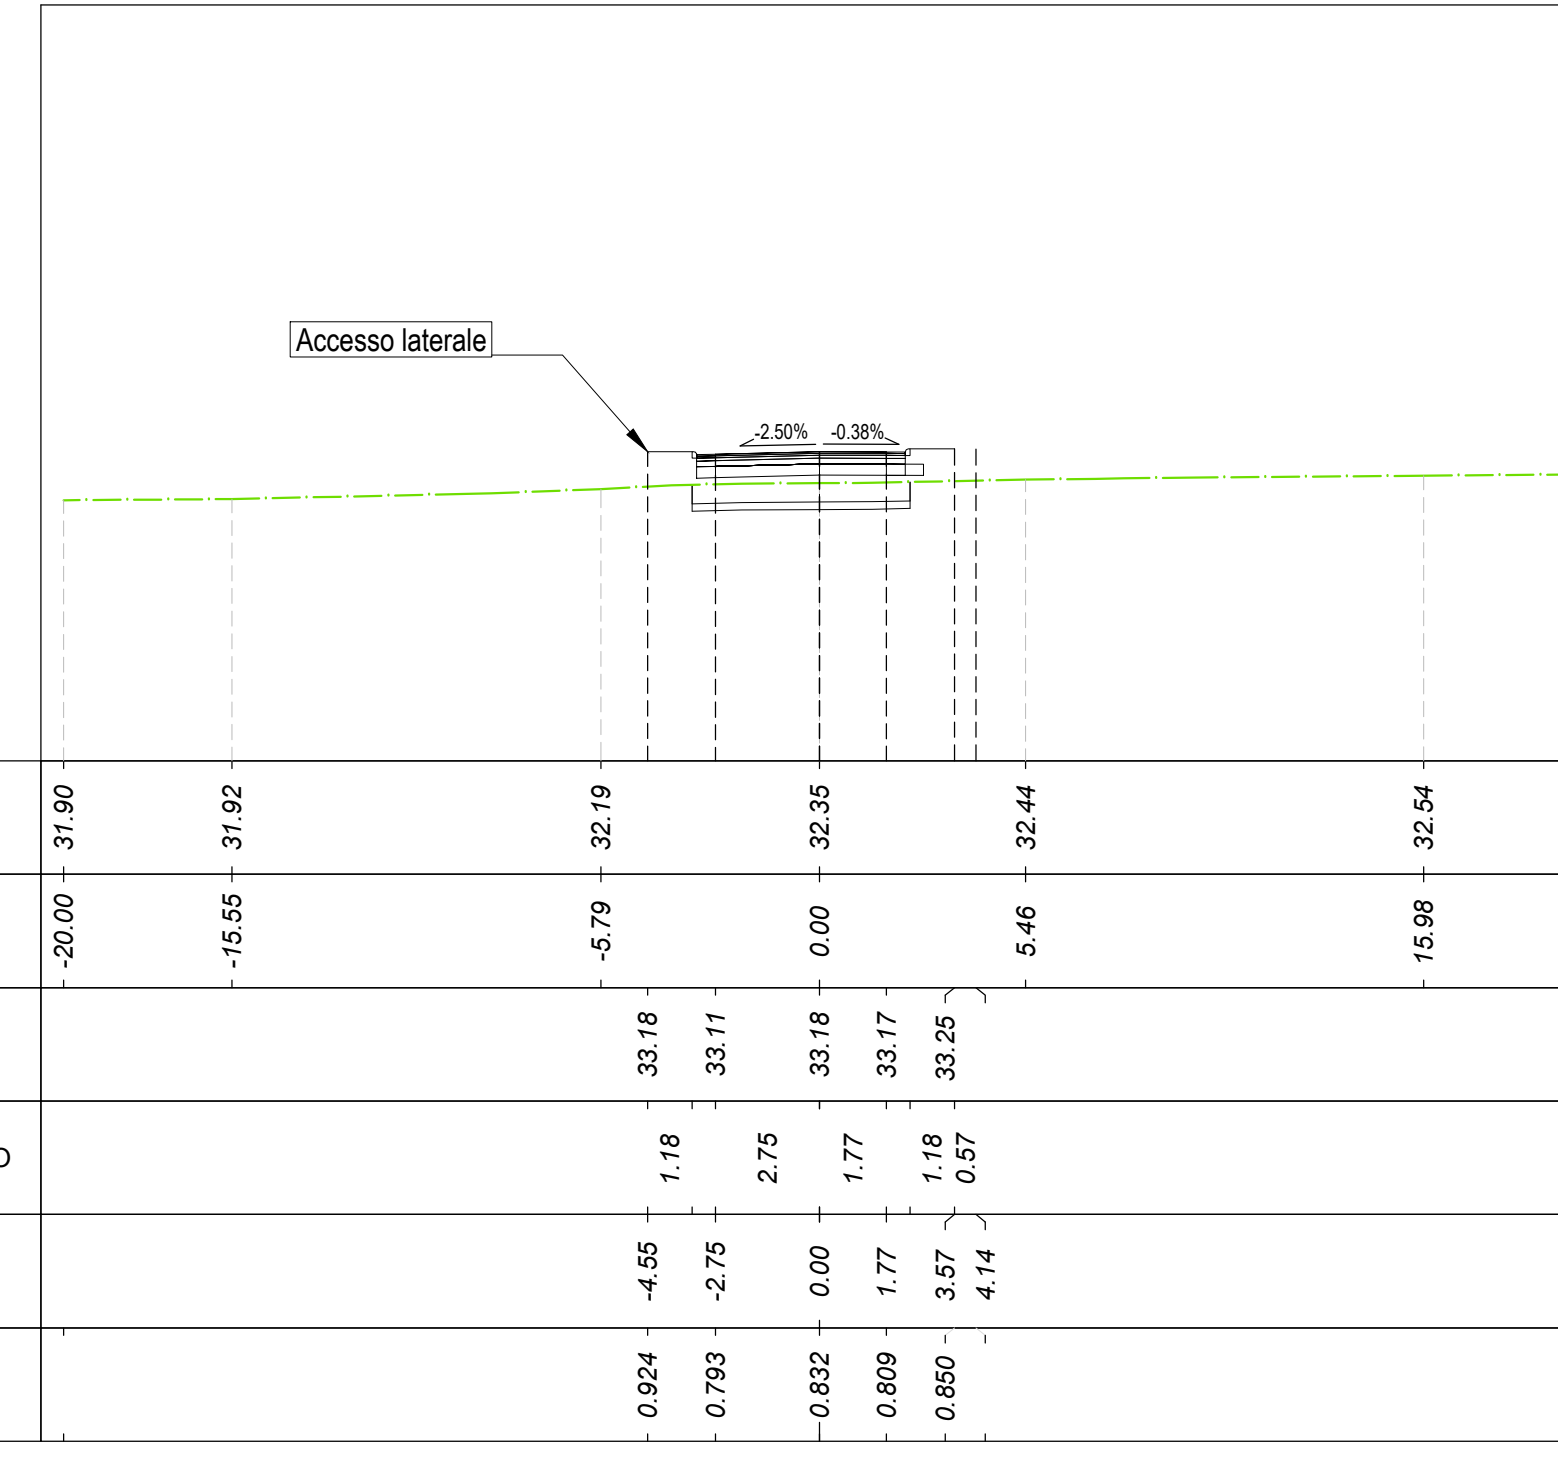 Accesso laterale
-2.50% -0.38%
31.90 31.92 32.19 32.35 32.44 32.54
-20.00 -15.55 -5.79 0.00 5.46 15.98
33.18 33.11 33.18 33.17 33.25
1.18 2.75 1.77 1.18 0.57
-4.55 -2.75 0.00 1.77 3.57 4.14
0.924 0.793 0.832 0.809 0.850